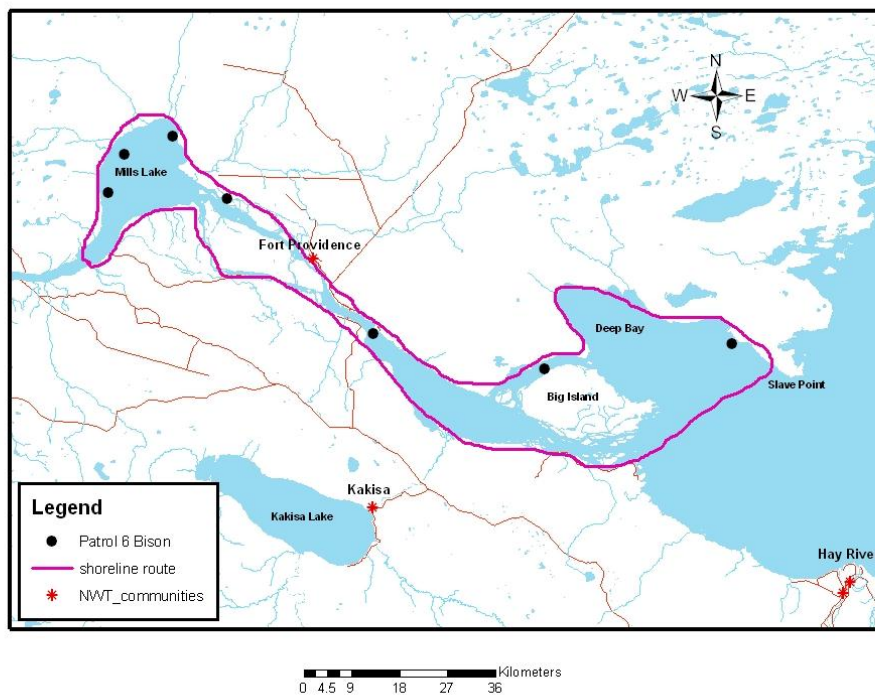 N
W E
S
Mills Lake
Fort Providence
Deep Bay
Slave Point
Big Island
Kakisa
Kakisa Lake
Hay River
Legend
Patrol 6 Bison
shoreline route
NWT_communities
Kilometers
0 4.5 9 18 27 36